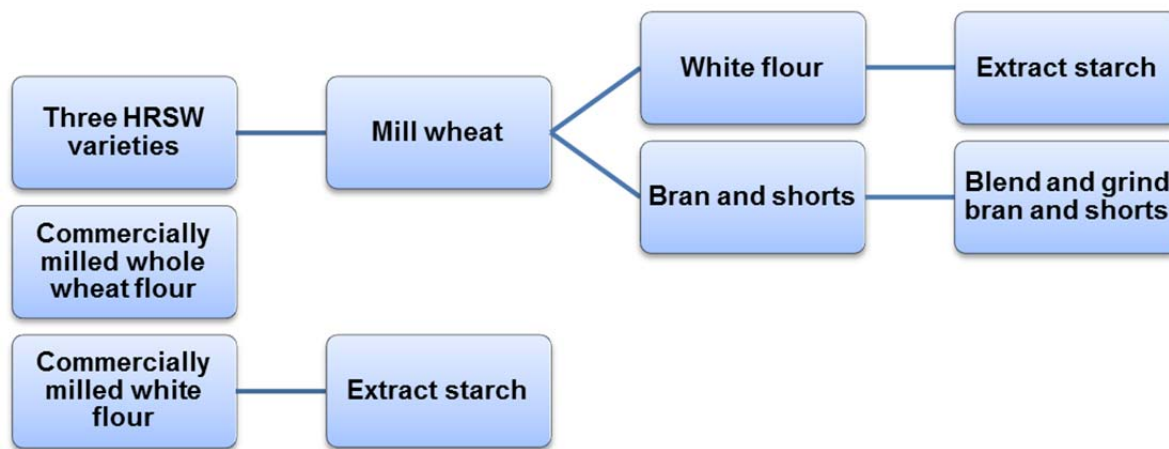 Three HRSW
varieties
Mill wheat
White flour
Extract starch
Bran and shorts
Blend and grind
bran and shorts
Commercially
milled whole
wheat flour
Commercially
milled white
flour
Extract starch